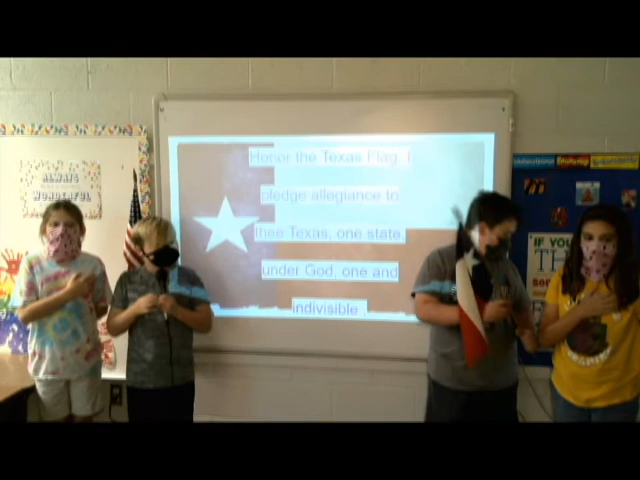 ALWAYS
WONDERFUL
Honor the Texas Flag. I
pledge allegiance to
thee Texas, one state
under God, one and
indivisible.
IF YOU